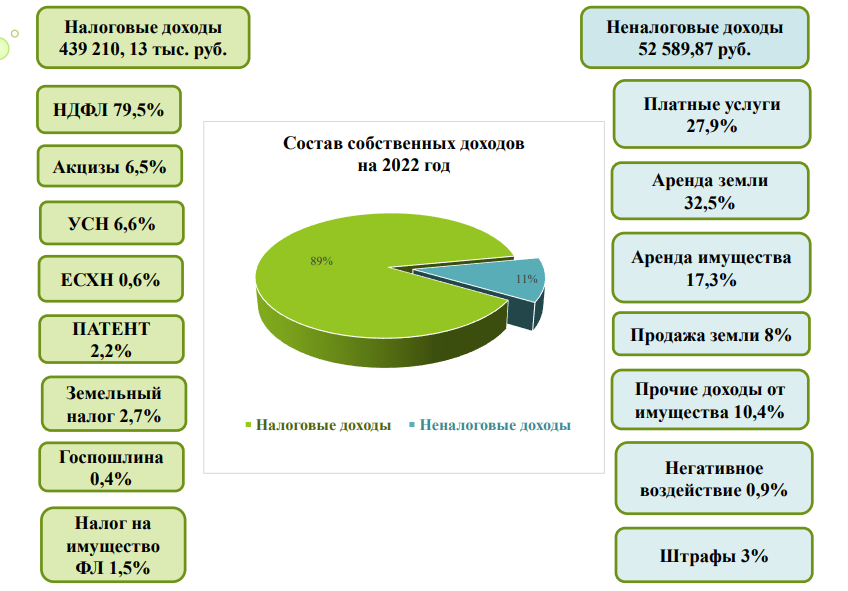 Налоговые доходы
439 210, 13 тыс. руб.
НДФЛ 79,5%
Акцизы 6,5%
УСН 6,6%
ЕСХН 0,6%
ПАТЕНТ
2,2%
Земельный
налог 2,7%
Госпошлина
0,4%
Налог на
имущество
ФЛ 1,5%
Состав собственных доходов
на 2022 год
89%
11%
Налоговые доходы
Неналоговые доходы
Неналоговые доходы
52 589,87 руб.
Платные услуги
27,9%
Аренда земли
32,5%
Аренда имущества
17,3%
Продажа земли 8%
Прочие доходы от
имущества 10,4%
Негативное
воздействие 0,9%
Штрафы 3%